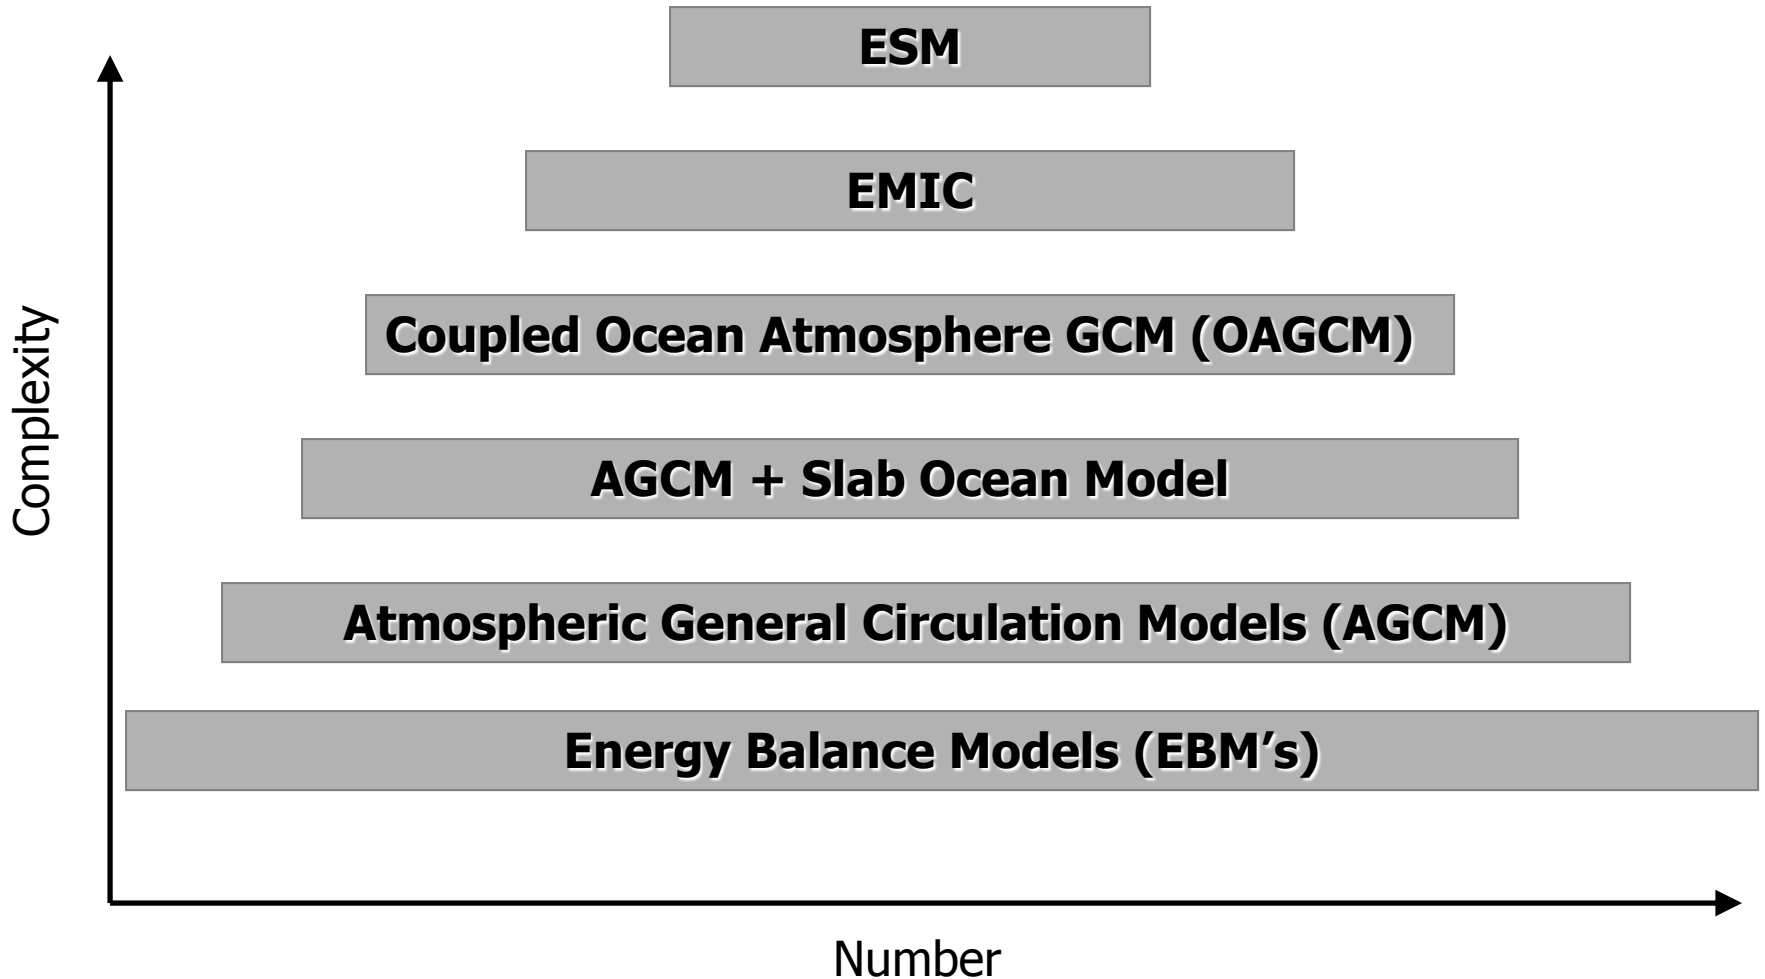 ESM
EMIC
Coupled Ocean Atmosphere GCM (OAGCM)
AGCM + Slab Ocean Model
Atmospheric General Circulation Models (AGCM)
Energy Balance Models (EBM’s)
Complexity
Number